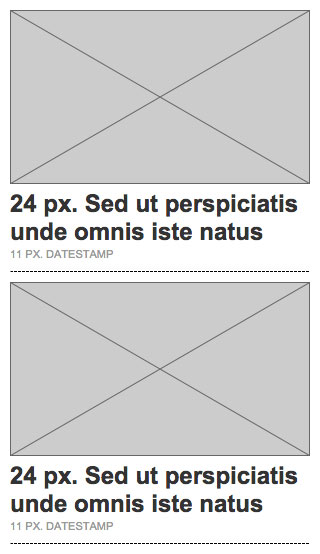 24 px. Sed ut perspiciatis
unde omnis iste natus
11 PX. DATESTAMP
24 px. Sed ut perspiciatis
unde omnis iste natus
11 PX. DATESTAMP